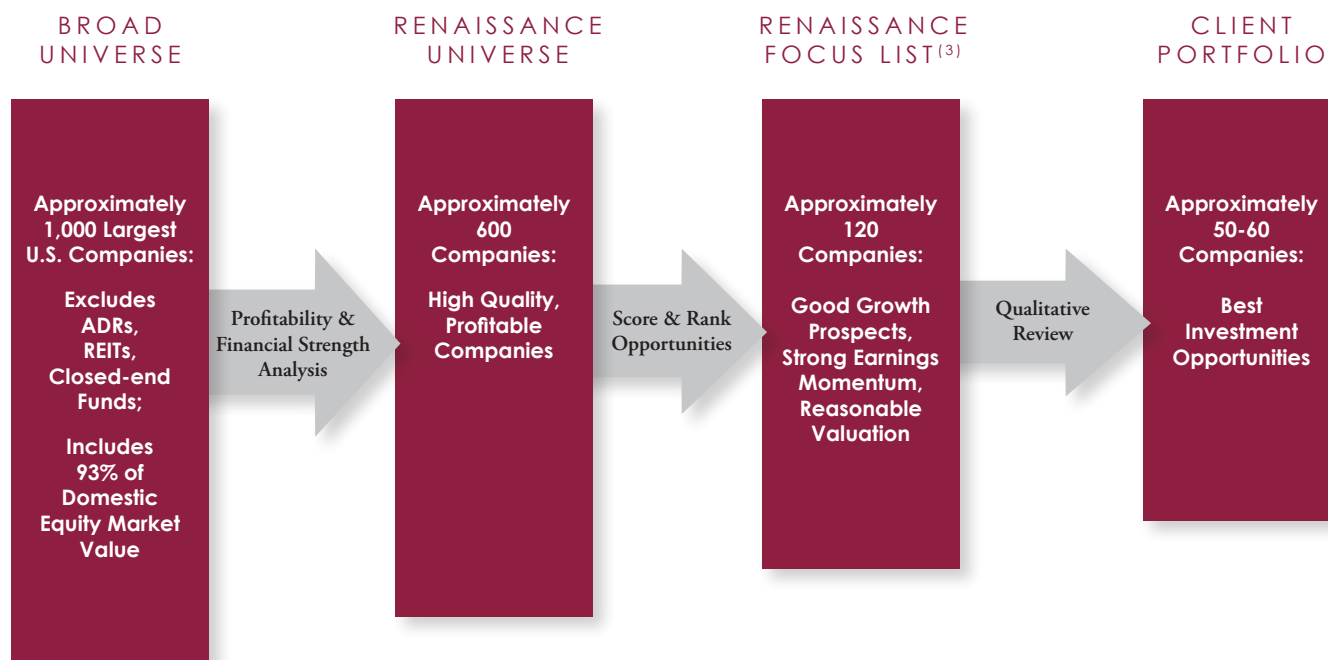 BROAD
UNIVERSE
RENAISSANCE
UNIVERSE
RENAISSANCE
FOCUS LIST(3)
CLIENT
PORTFOLIO
Approximately
1,000 Largest
U.S. Companies:
Excludes
ADRs,
REITs,
Closed-end
Funds;
Includes
93% of
Domestic
Equity Market
Value
Profitability &
Financial Strength
Analysis
Approximately
600
Companies:
High Quality,
Profitable
Companies
Score & Rank
Opportunities
Approximately
120
Companies:
Good Growth
Prospects,
Strong Earnings
Momentum,
Reasonable
Valuation
Qualitative
Review
Approximately
50-60
Companies:
Best
Investment
Opportunities